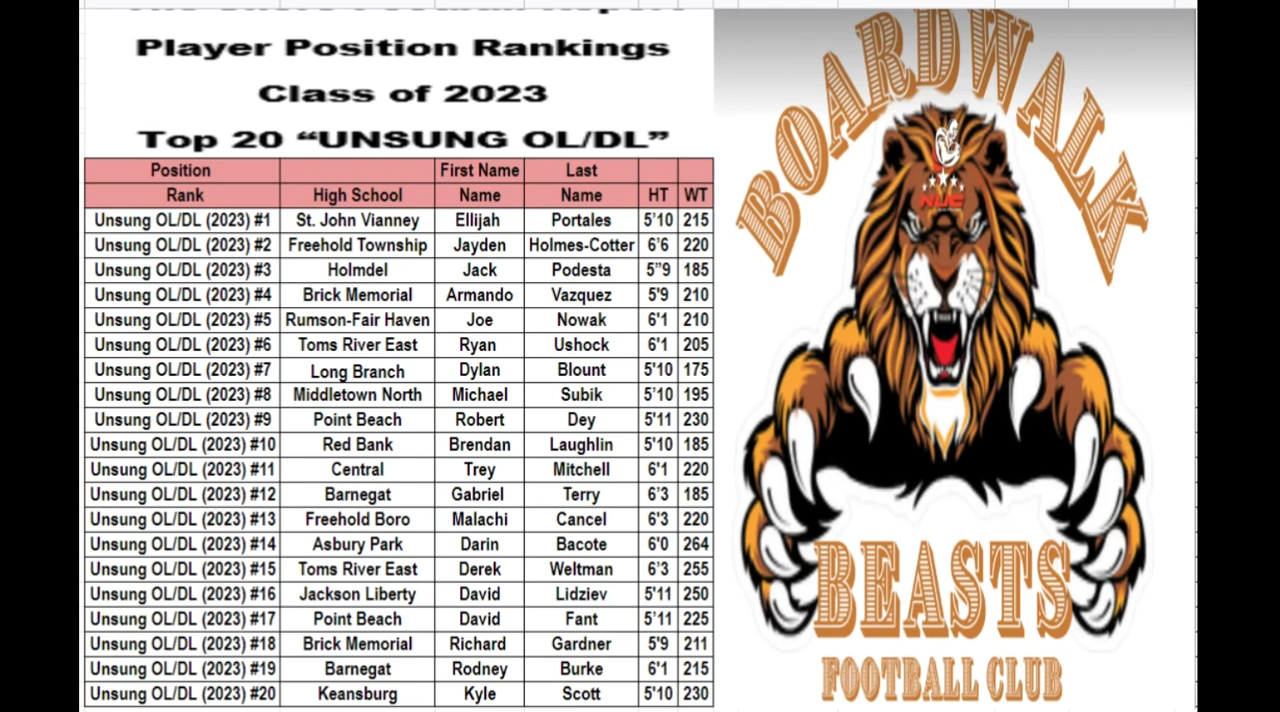 Player Position Rankings
Class of 2023
Top 20 “UNSUNG OL/DL”
Position First Name Last
Rank High School Name Name HT WT
Unsung OL/DL (2023) #1 St. John Vianney Ellijah Portales 5’10 215
Unsung OL/DL (2023) #2 Freehold Township Jayden Holmes-Cotter 6’6 220
Unsung OL/DL (2023) #3 Holmdel Jack Podesta 5”9 185
Unsung OL/DL (2023) #4 Brick Memorial Armando Vazquez 5'9 210
Unsung OL/DL (2023) #5 Rumson-Fair Haven Joe Nowak 6'1 210
Unsung OL/DL (2023) #6 Toms River East Ryan Ushock 6'1 205
Unsung OL/DL (2023) #7 Long Branch Dylan Blount 5'10 175
Unsung OL/DL (2023) #8 Middletown North Michael Subik 5’10 195
Unsung OL/DL (2023) #9 Point Beach Robert Dey 5'11 230
Unsung OL/DL (2023) #10 Red Bank Brendan Laughlin 5'10 185
Unsung OL/DL (2023) #11 Central Trey Mitchell 6'1 220
Unsung OL/DL (2023) #12 Barnegat Gabriel Terry 6’3 185
Unsung OL/DL (2023) #13 Freehold Boro Malachi Cancel 6'3 220
Unsung OL/DL (2023) #14 Asbury Park Darin Bacote 6'0 264
Unsung OL/DL (2023) #15 Toms River East Derek Weltman 6’3 255
Unsung OL/DL (2023) #16 Jackson Liberty David Lidziev 5'11 250
Unsung OL/DL (2023) #17 Point Beach David Fant 5’11 225
Unsung OL/DL (2023) #18 Brick Memorial Richard Gardner 5'9 211
Unsung OL/DL (2023) #19 Barnegat Rodney Burke 6'1 215
Unsung OL/DL (2023) #20 Keansburg Kyle Scott 5'10 230
BOARDWALK
NUC
BEASTS
FOOTBALL CLUB